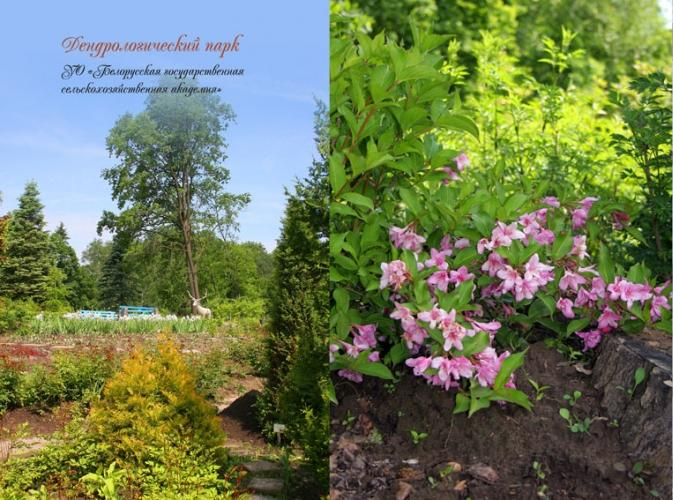 Дендрологический парк
УО «Белорусская государственная
сельскохозяйственная академия»